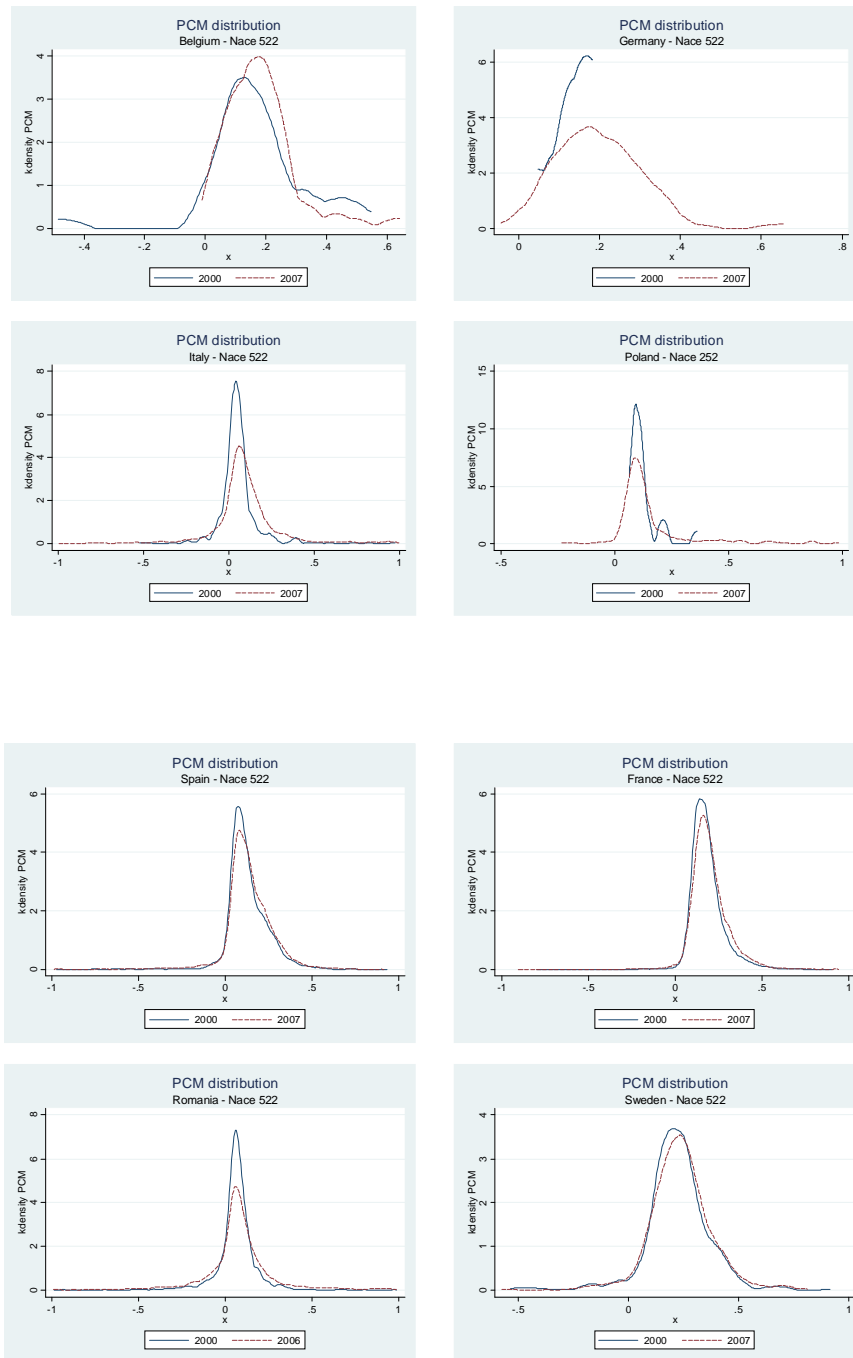 PCM distribution
Belgium - Nace 522
kdensity PCM
4
3
2
1
0
-.4
-.2
0
.2
.4
.6
x
2000
2007
PCM distribution
Germany - Nace 522
kdensity PCM
6
4
2
0
0
.2
.4
.6
.8
x
2000
2007
PCM distribution
Italy - Nace 522
kdensity PCM
8
6
4
2
0
-1
-.5
0
.5
1
x
2000
2007
PCM distribution
Poland - Nace 252
kdensity PCM
15
10
5
0
-.5
0
.5
1
x
2000
2007
PCM distribution
Spain - Nace 522
kdensity PCM
6
4
2
0
-1
-.5
0
.5
1
x
2000
2007
PCM distribution
France - Nace 522
kdensity PCM
6
4
2
0
-1
-.5
0
.5
1
x
2000
2007
PCM distribution
Romania - Nace 522
kdensity PCM
8
6
4
2
0
-1
-.5
0
.5
1
x
2000
2006
PCM distribution
Sweden - Nace 522
kdensity PCM
4
3
2
1
0
-.5
0
.5
1
x
2000
2007